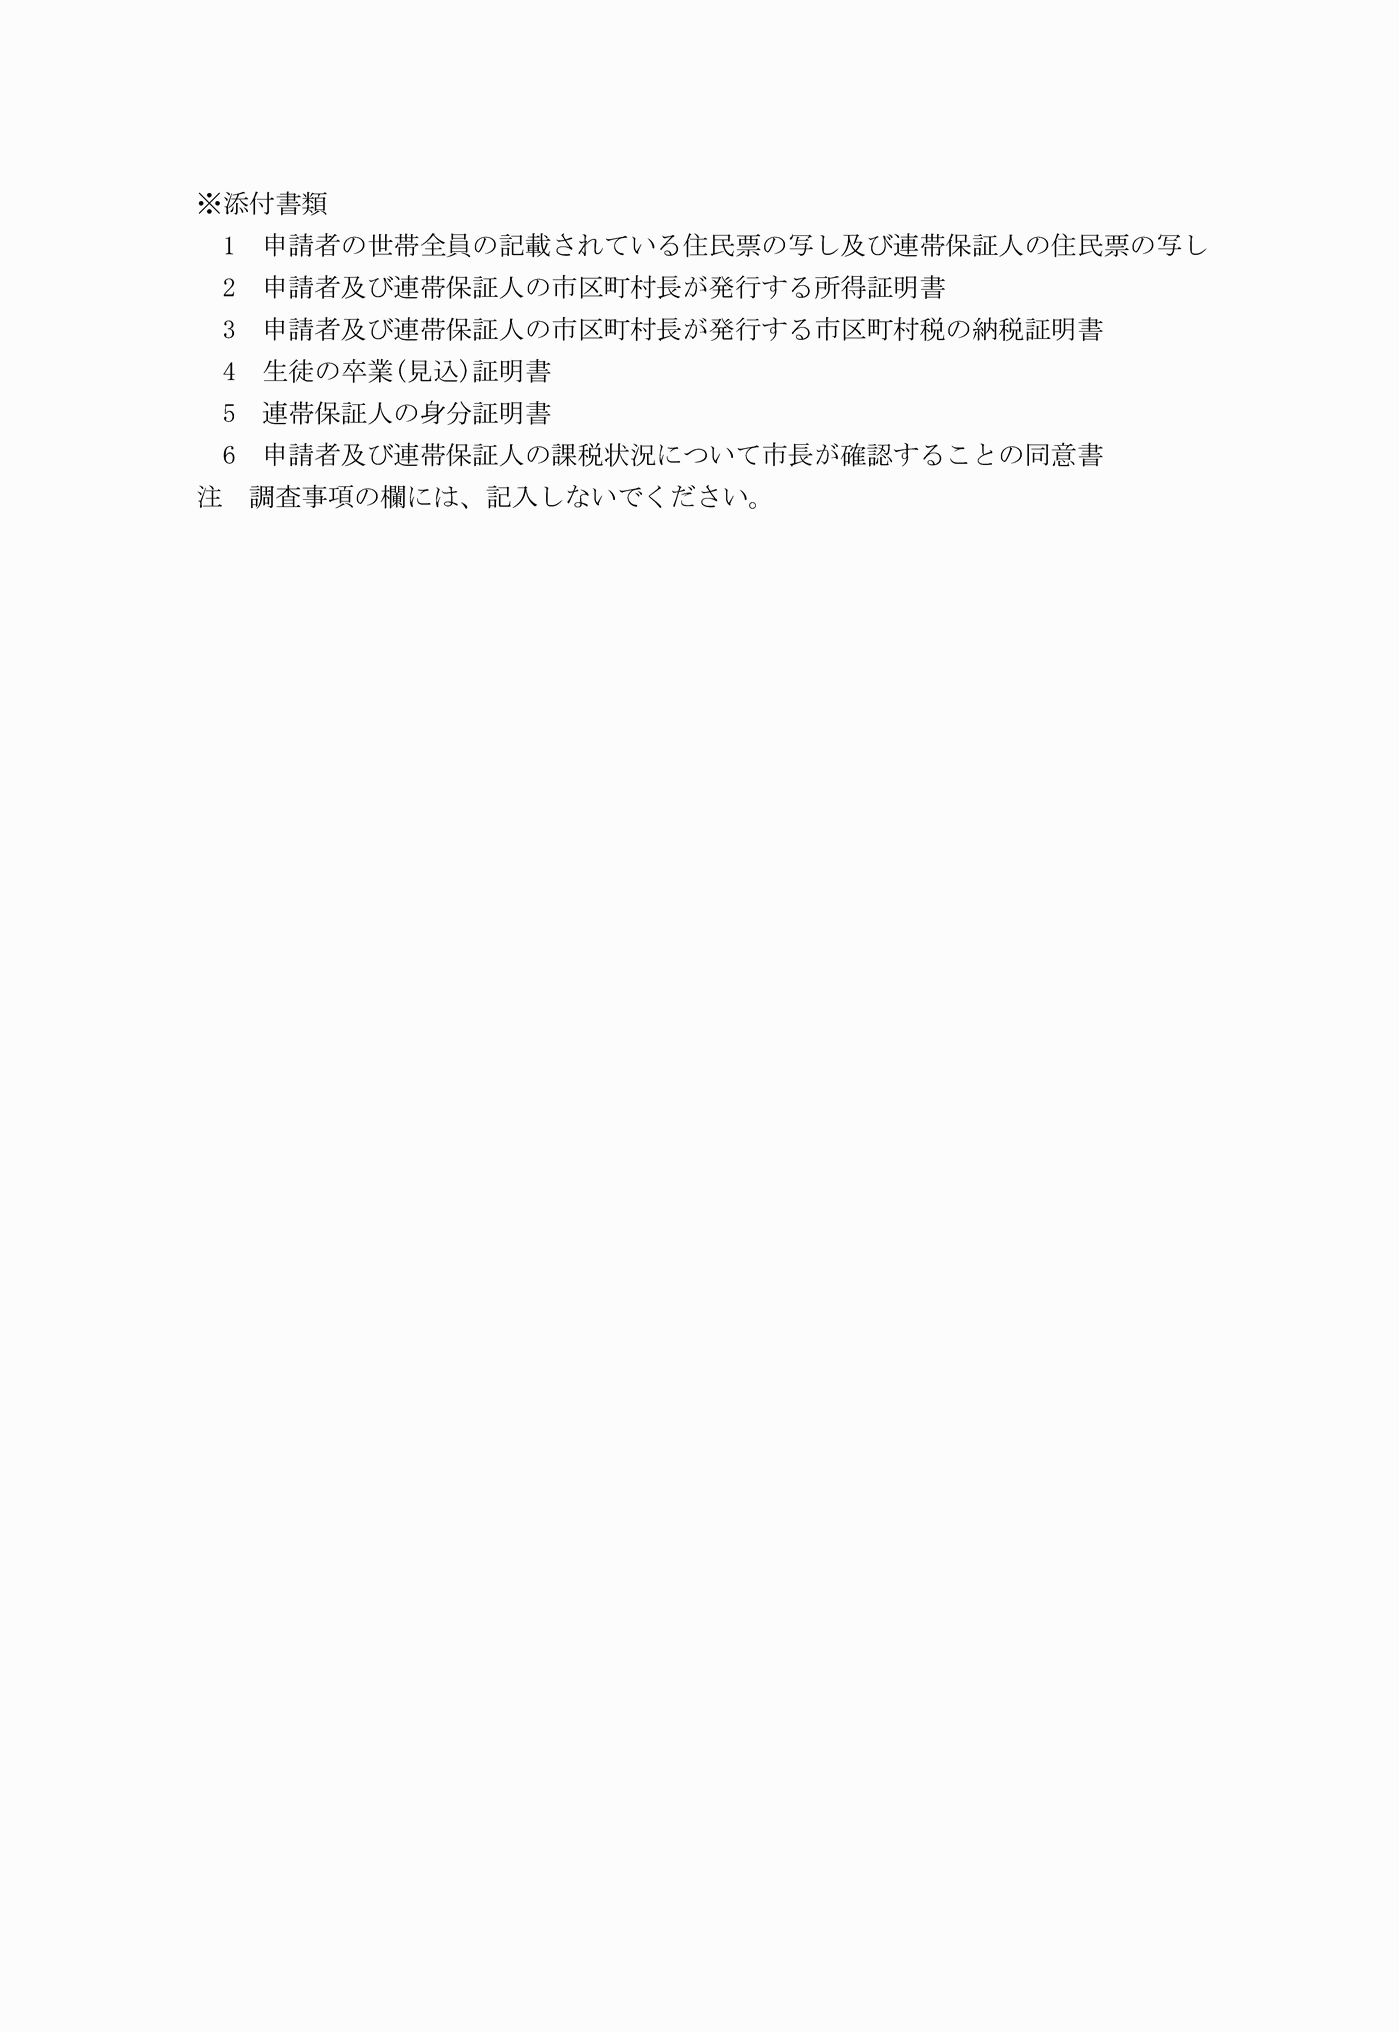 ※添付書類
1　申請者の世帯全員の記載されている住民票の写し及び連帯保証人の住民票の写し
2　申請者及び連帯保証人の市区町村長が発行する所得証明書
3　申請者及び連帯保証人の市区町村長が発行する市区町村税の納税証明書
4　生徒の卒業(見込)証明書
5　連帯保証人の身分証明書
6　申請者及び連帯保証人の課税状況について市長が確認することの同意書
注　調査事項の欄には、記入しないでください。